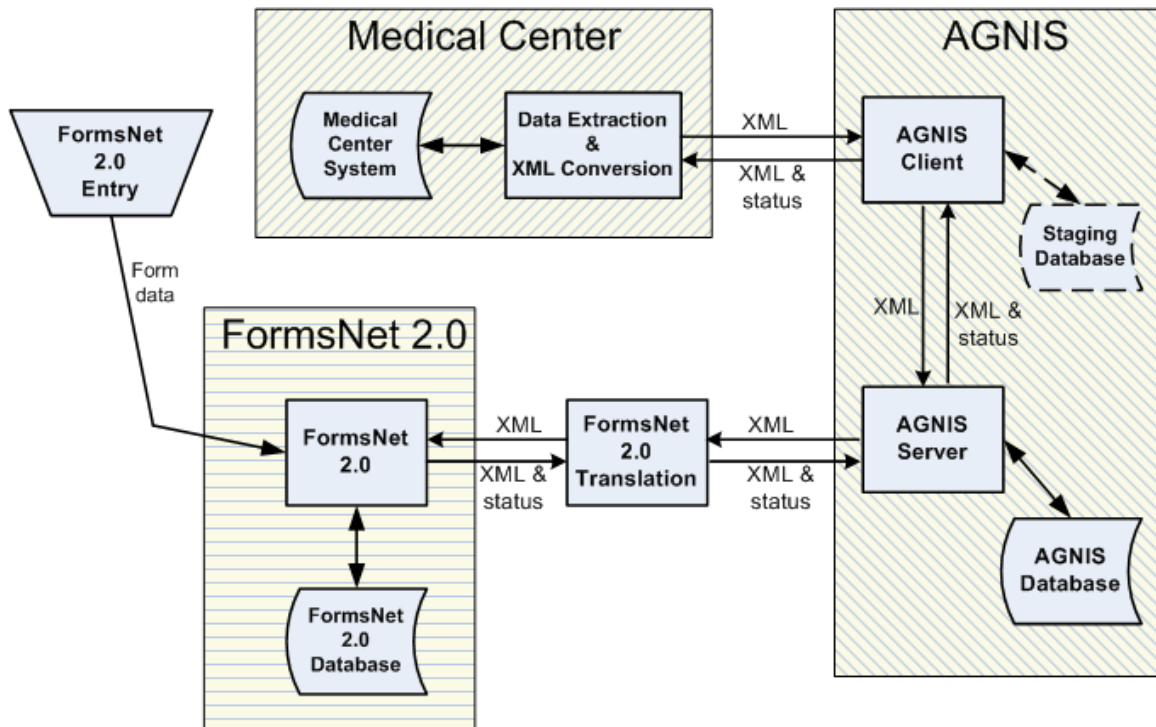 Medical Center
AGNIS
FormsNet
2.0
Entry
Medical
Center
System
Data Extraction
&
XML Conversion
XML
XML &
status
AGNIS
Client
Staging
Database
Form
data
XML
XML &
status
FormsNet 2.0
FormsNet
2.0
XML
XML &
status
FormsNet
2.0
Translation
XML
XML &
status
AGNIS
Server
AGNIS
Database
FormsNet
2.0
Database